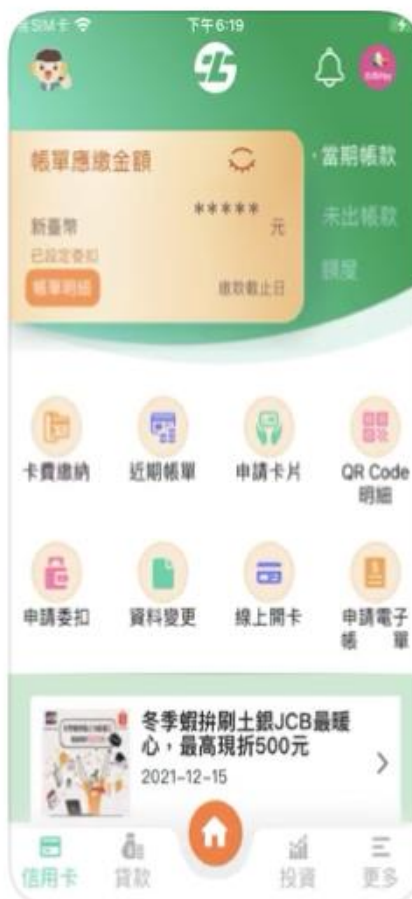 下午6:19
帳單應繳金額
當期帳款
新臺幣
*****
元
未出帳款
已設定委扣
額度
帳單明細
繳款截止日
卡費繳納
近期帳單
申請卡片
QR Code
明細
申請委扣
資料變更
線上開卡
申請電子
帳 單
冬季蝦拚刷土銀JCB最暖
心，最高現折500元
2021-12-15
信用卡
貸款
投資
更多